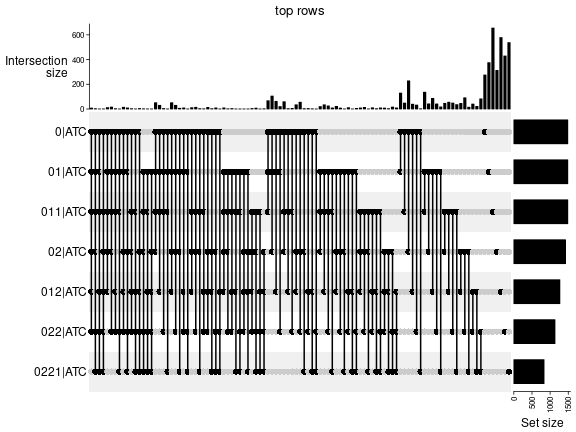 top rows
600
400
200
0
Intersection
size
0|ATC
01|ATC
011|ATC
02|ATC
012|ATC
022|ATC
0221|ATC
0
500
1000
1500
Set size